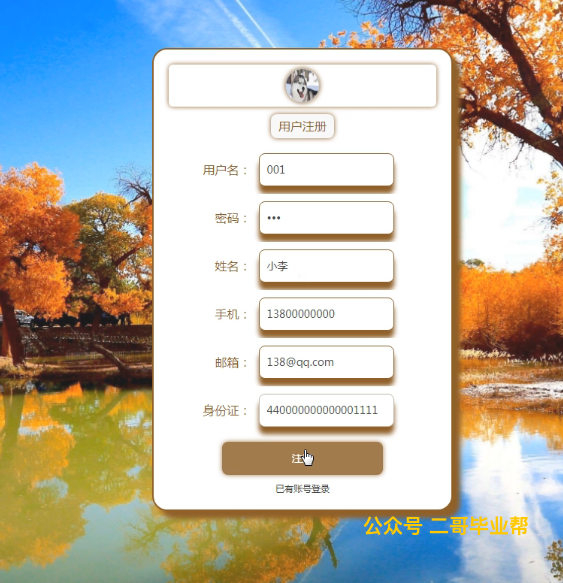 用户注册
用户名： 001
密码： •••
姓名： 小李
手机： 13800000000
邮箱： 138@qq.com
身份证： 440000000000001111
注
已有账号登录
公众号 二哥毕业帮